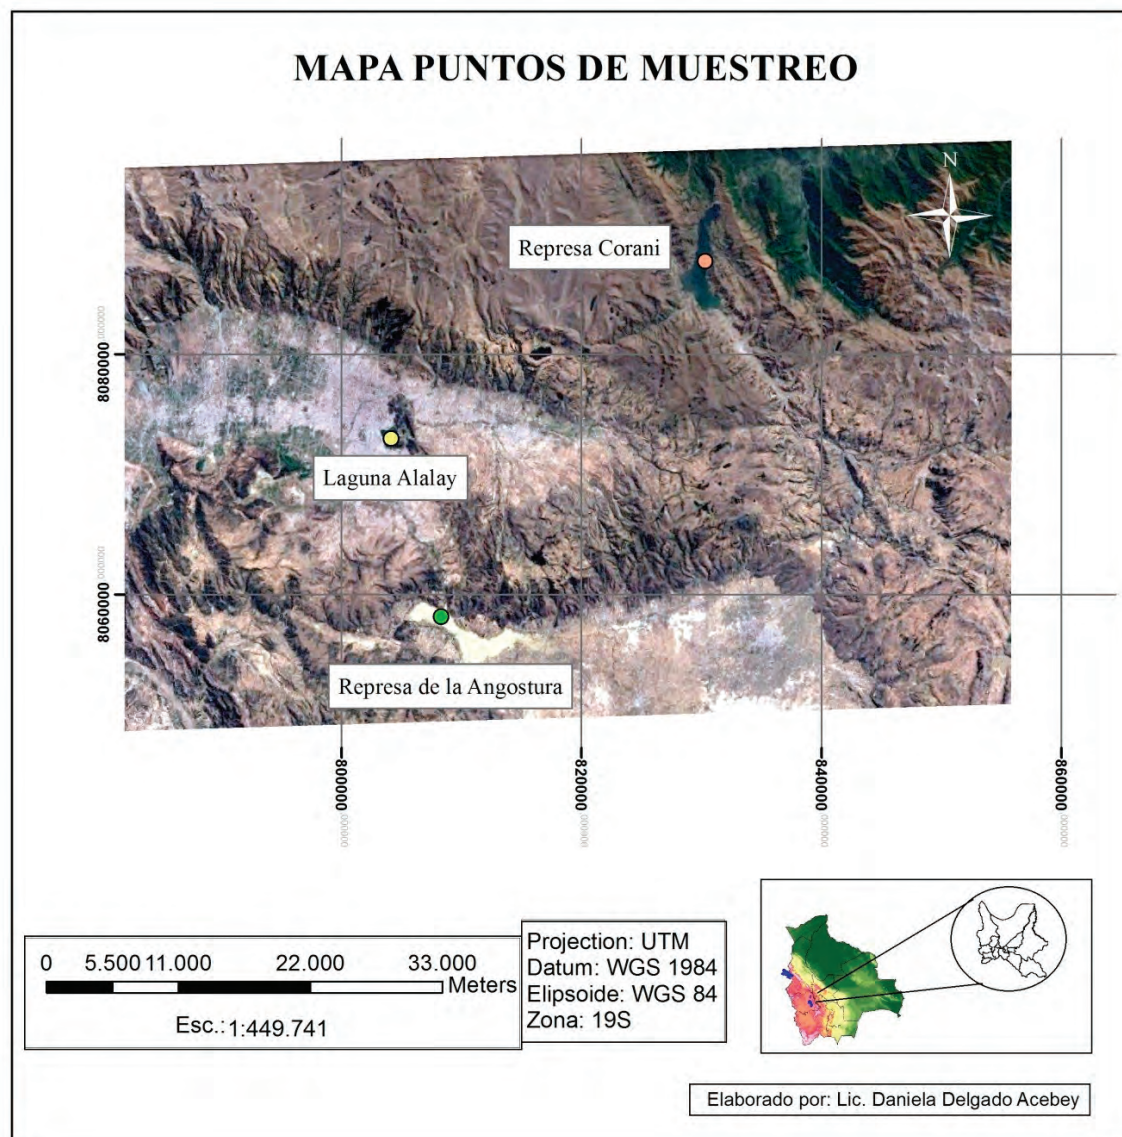 MAPA PUNTOS DE MUESTREO
N
Represa Corani
8080000
Laguna Alalay
8060000
Represa de la Angostura
800000
820000
840000
860000
0 5.500 11.000 22.000 33.000
Meters
Esc.: 1:449.741
Projection: UTM
Datum: WGS 1984
Elipsoide: WGS 84
Zona: 19S
Elaborado por: Lic. Daniela Delgado Acebey